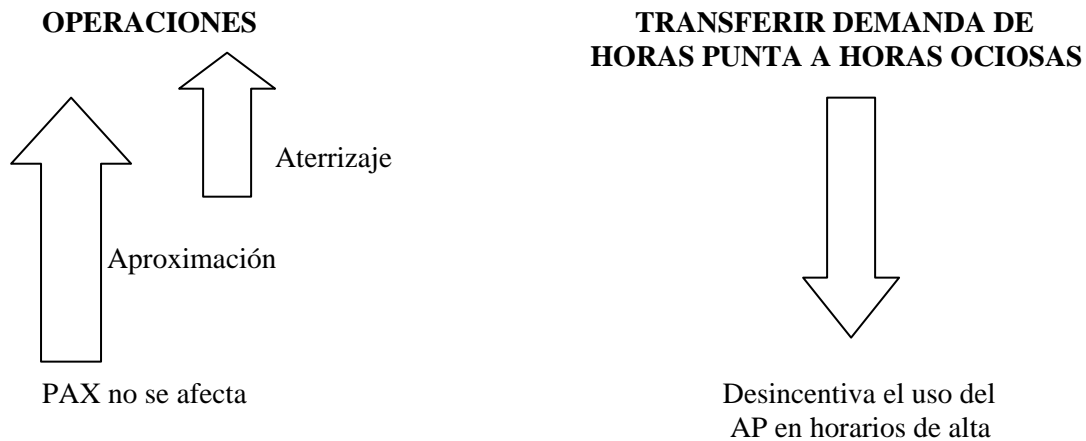 OPERACIONES
Aterrizaje
Aproximación
PAX no se afecta
TRANSFERIR DEMANDA DE
HORAS PUNTA A HORAS OCIOSAS
Desincentiva el uso del
AP en horarios de alta